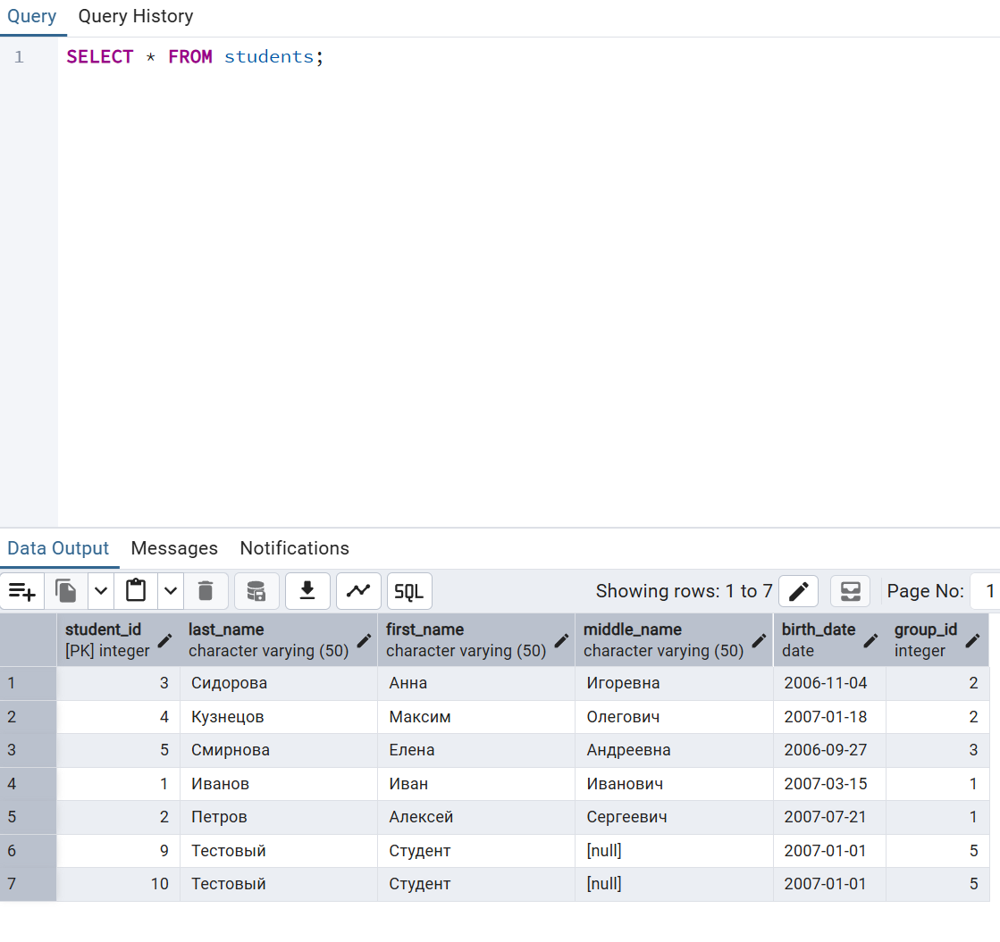 Query Query History
1 SELECT * FROM students;
Data Output Messages Notifications
SQL Showing rows: 1 to 7 Page No: 1
student_id last_name first_name middle_name birth_date group_id
[PK] integer character varying (50) character varying (50) character varying (50) date integer
1 3 Сидорова Анна Игоревна 2006-11-04 2
2 4 Кузнецов Максим Олегович 2007-01-18 2
3 5 Смирнова Елена Андреевна 2006-09-27 3
4 1 Иванов Иван Иванович 2007-03-15 1
5 2 Петров Алексей Сергеевич 2007-07-21 1
6 9 Тестовый Студент [null] 2007-01-01 5
7 10 Тестовый Студент [null] 2007-01-01 5